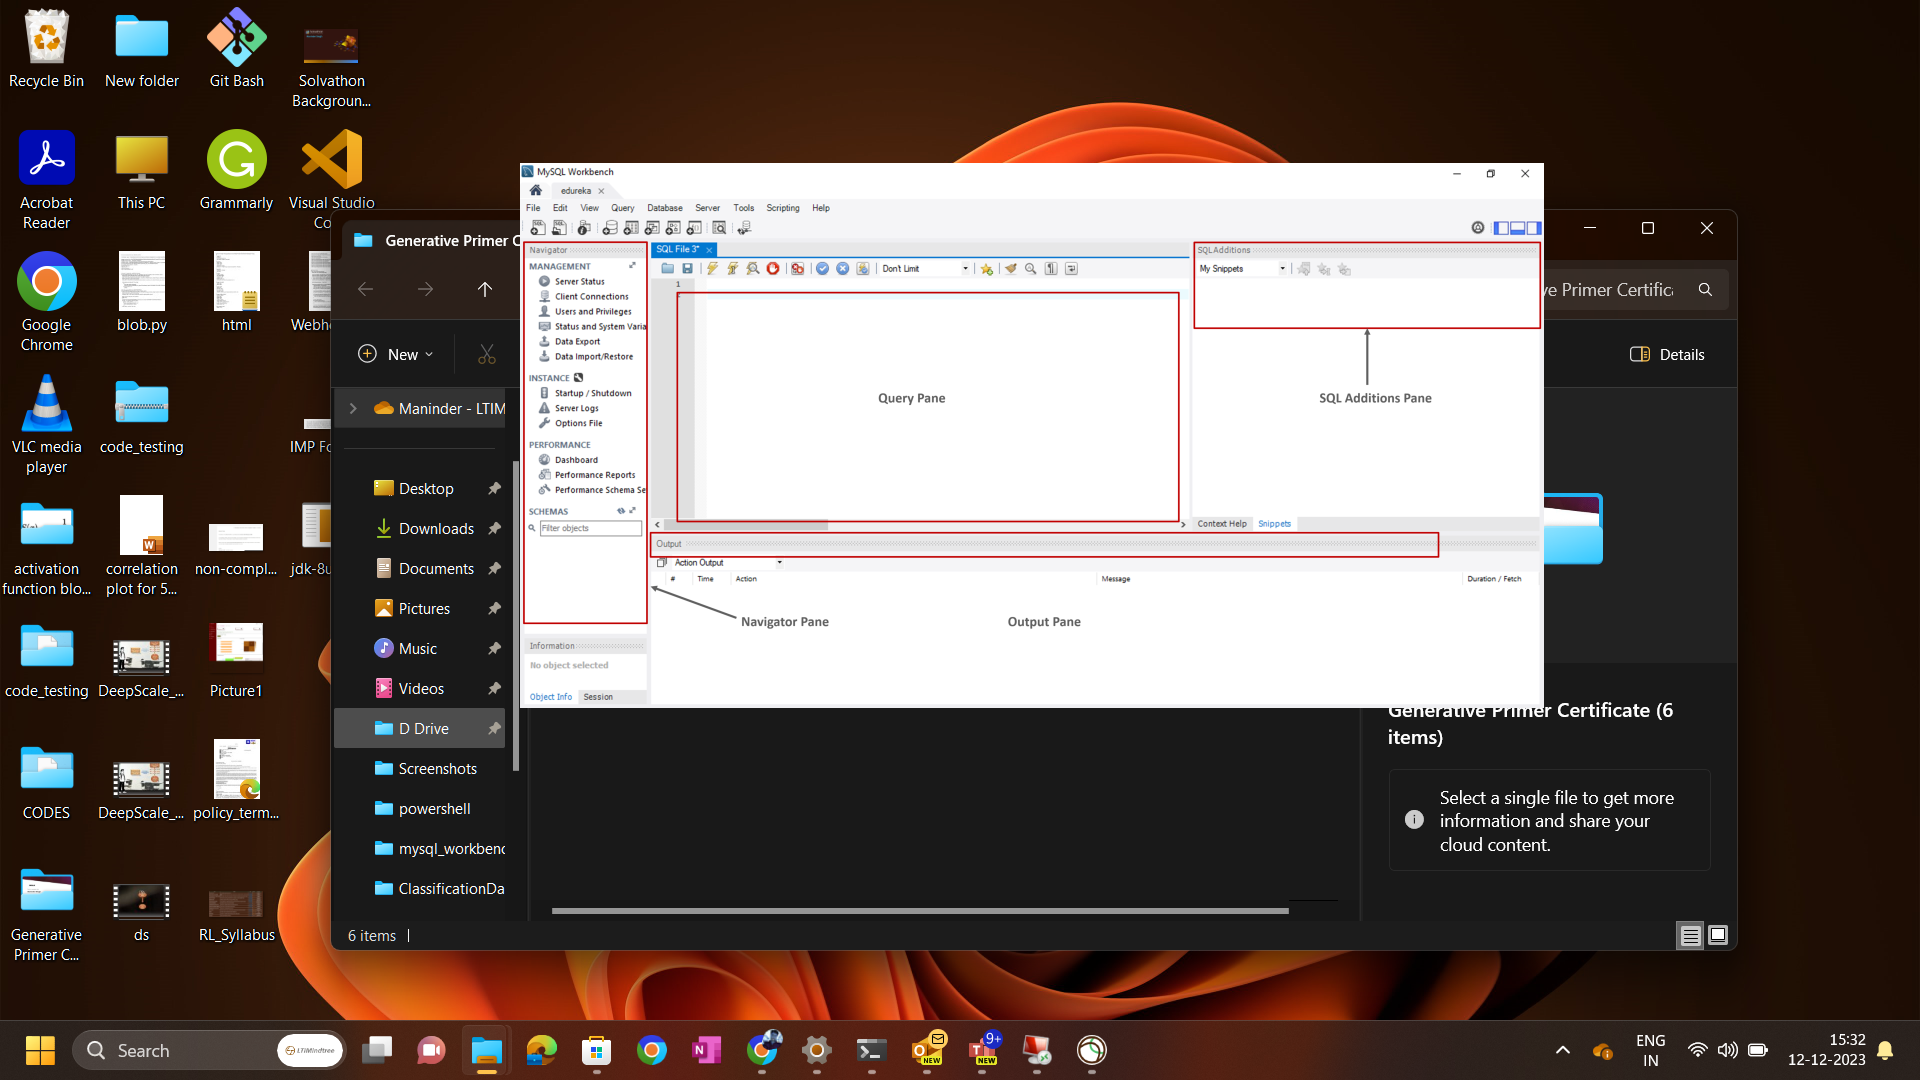 Recycle Bin
New folder
Git Bash
Solvathon
Backgroun...
Acrobat
Reader
This PC
Grammarly
Visual Studio
Co
Google
Chrome
blob.py
html
Webh
VLC media
player
code_testing
IMP Fo
activation
function blo...
correlation
plot for 5...
non-compl...
jdk-8u
code_testing
DeepScale_...
Picture1
CODES
DeepScale_...
policy_term...
Generative
Primer C...
ds
RL_Syllabus
Generative Primer C
New
Maninder - LTIM
Desktop
Downloads
Documents
Pictures
Music
Videos
D Drive
Screenshots
powershell
mysql_workbenc
ClassificationDa
6 items
MySQL Workbench
edureka
File Edit View Query Database Server Tools Scripting Help
Navigator
MANAGEMENT
Server Status
Client Connections
Users and Privileges
Status and System Varia
Data Export
Data Import/Restore
INSTANCE
Startup / Shutdown
Server Logs
Options File
PERFORMANCE
Dashboard
Performance Reports
Performance Schema Se
SCHEMAS
Filter objects
Information
No object selected
Object Info Session
SQL File 3*
Don't Limit
1
Query Pane
SQLAdditions
My Snippets
SQL Additions Pane
Context Help Snippets
Output
Action Output
# Time Action Message Duration / Fetch
Navigator Pane
Output Pane
ve Primer Certific
Details
Generative Primer Certificate (6
items)
Select a single file to get more
information and share your
cloud content.
Search
LTIMindtree
NEW
9+
NEW
ENG
IN
15:32
12-12-2023